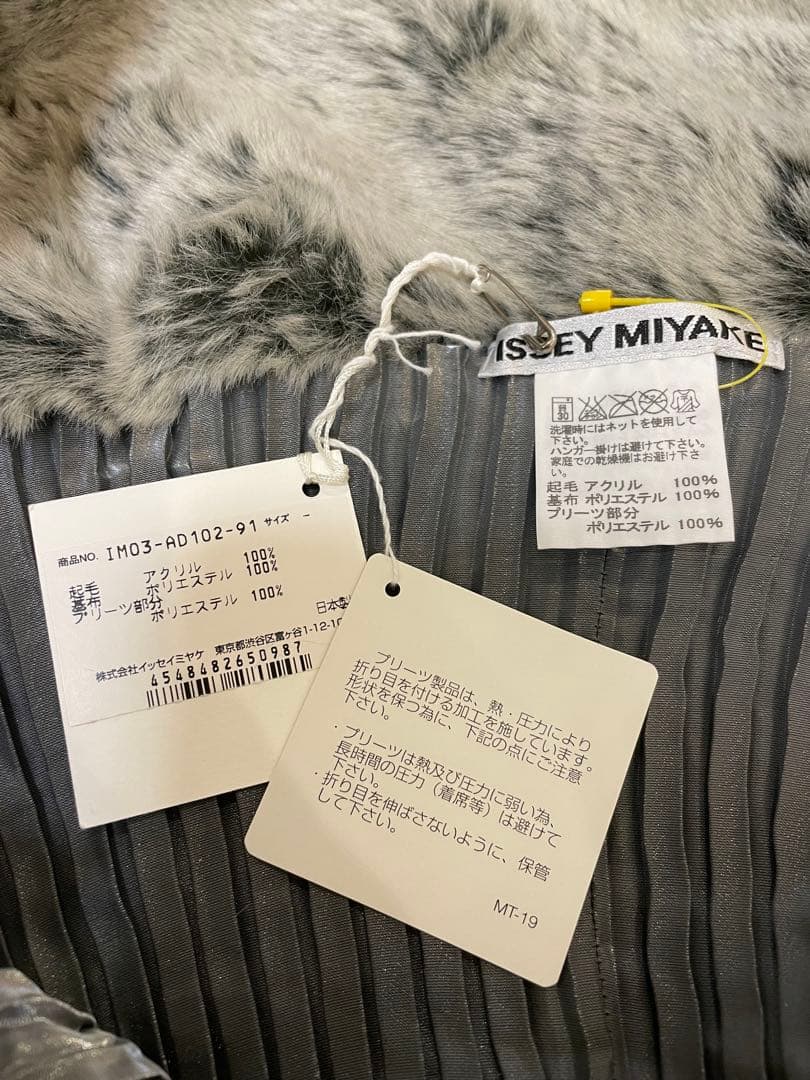 ISSEY MIYAKE
30
洗濯時にはネットを使用して
下さい。
ハンガー掛けは避けて下さい。
家庭での乾燥機はお避け下さ
い。
起毛 アクリル 100%
基布 ポリエステル 100%
プリーツ部分
ポリエステル 100%
商品NO. IM03-AD102-91 サイズ -
起毛 アクリル 100%
基布 ポリエステル 100%
プリーツ部分 ポリエステル 100%
日本製
株式会社イッセイミヤケ 東京都渋谷区富ヶ谷1-12-10
4548482650987
プリーツ製品は、熱・圧力により
折り目を付ける加工を施しています。
形状を保つ為に、下記の点にご注意
下さい。
・プリーツは熱及び圧力に弱い為、
長時間の圧力（着席等）は避けて
下さい。
・折り目を伸ばさないように、保管
して下さい。
MT-19